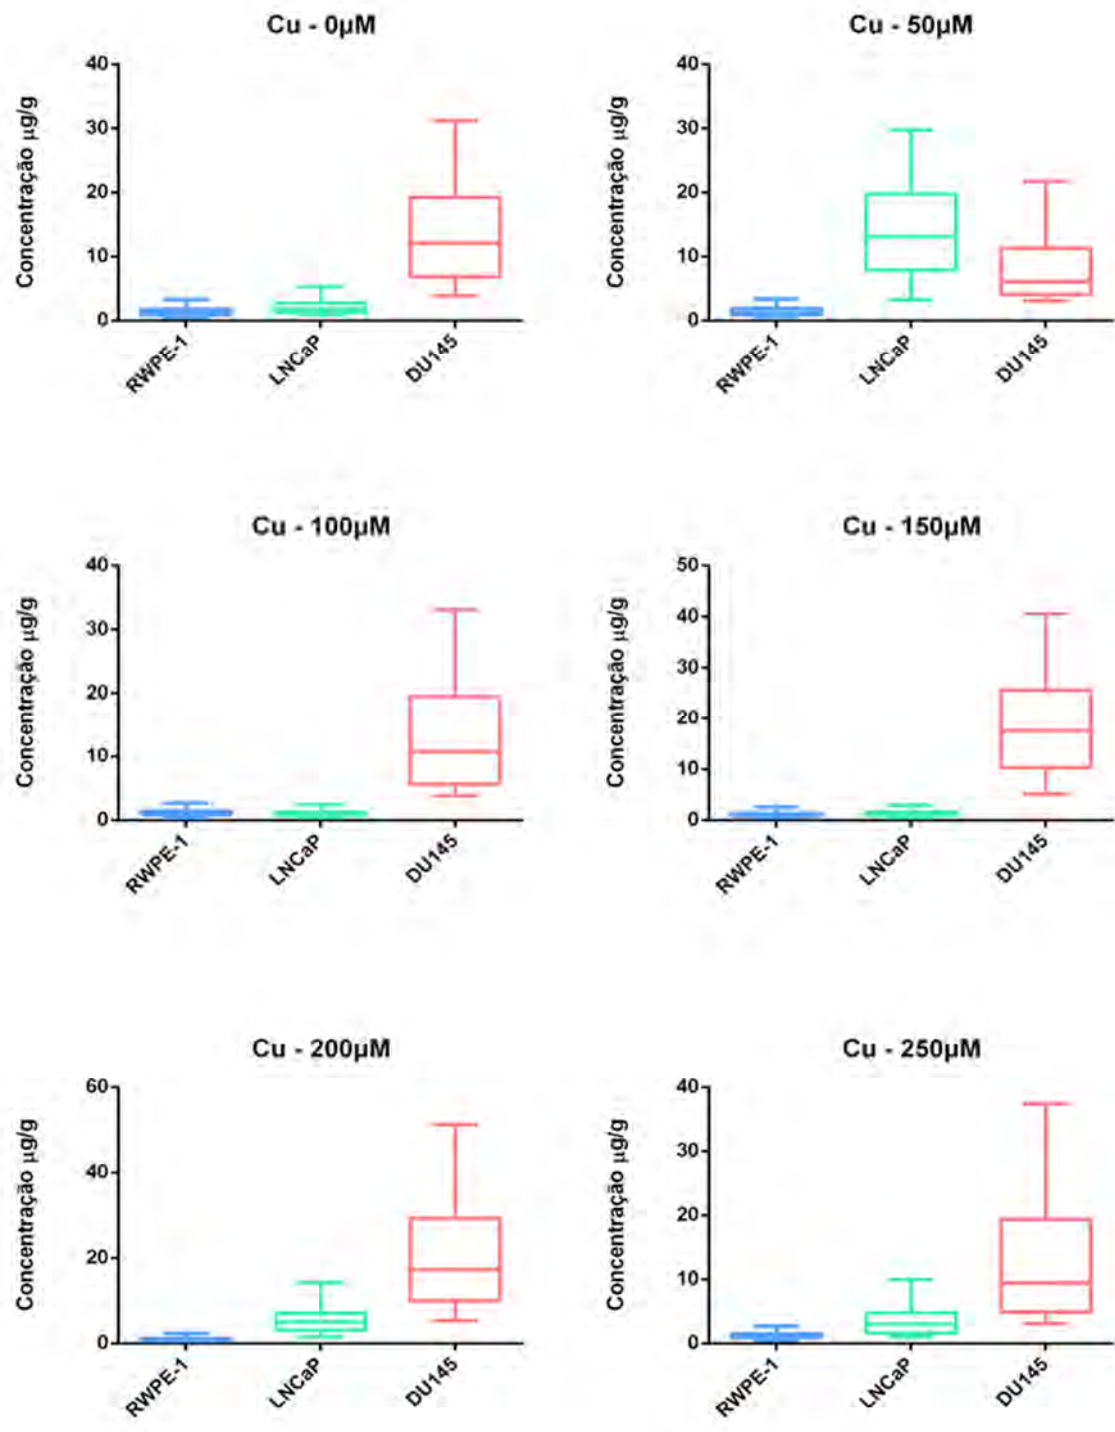 Cu - 0µM
Concentração µg/g
40
30
20
10
0
RWPE-1
LNCaP
DU145
Cu - 50µM
Concentração µg/g
40
30
20
10
0
RWPE-1
LNCaP
DU145
Cu - 100µM
Concentração µg/g
40
30
20
10
0
RWPE-1
LNCaP
DU145
Cu - 150µM
Concentração µg/g
50
40
30
20
10
0
RWPE-1
LNCaP
DU145
Cu - 200µM
Concentração µg/g
60
40
20
0
RWPE-1
LNCaP
DU145
Cu - 250µM
Concentração µg/g
40
30
20
10
0
RWPE-1
LNCaP
DU145